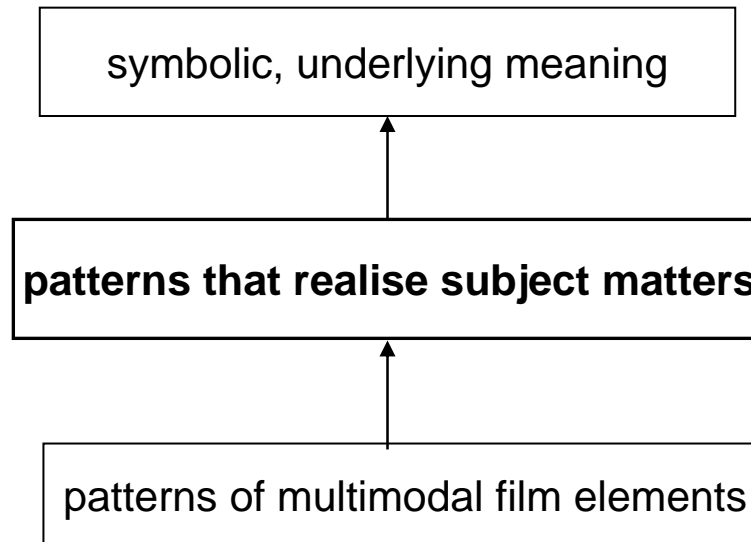 symbolic, underlying meaning
patterns that realise subject matters
patterns of multimodal film elements